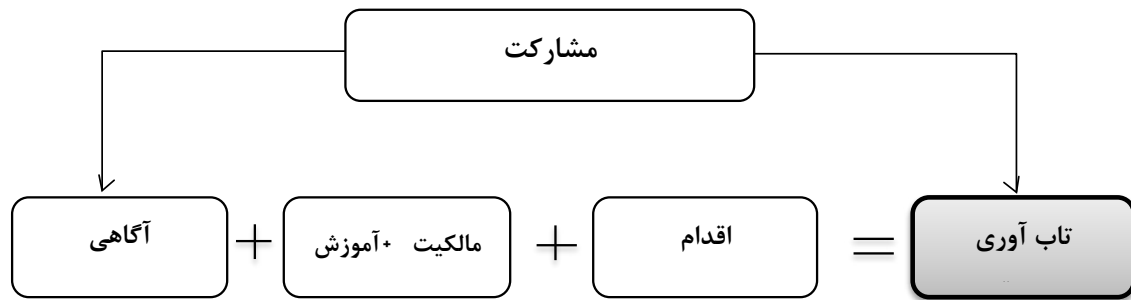 مشارکت
آگاهی
+
مالکیت +آموزش
+
اقدام
=
تاب آوری